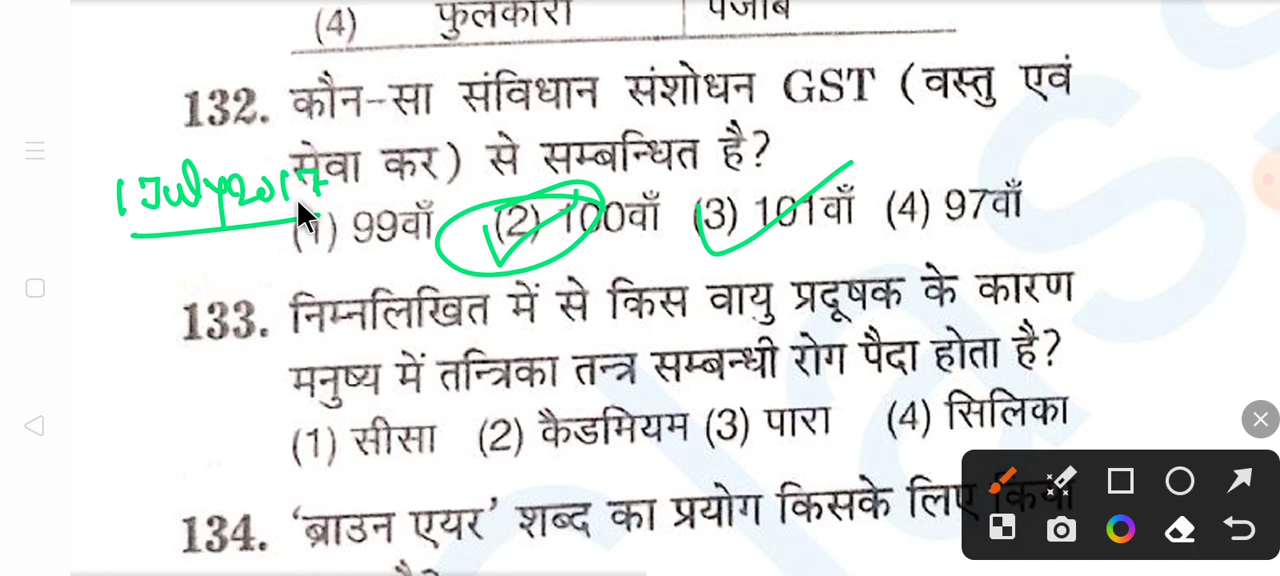 (4) फुलकारी पंजाब
132. कौन-सा संविधान संशोधन GST (वस्तु एवं
सेवा कर) से सम्बन्धित है?
1 July 2017
(1) 99वाँ (2) 100वाँ (3) 101वाँ (4) 97वाँ
133. निम्नलिखित में से किस वायु प्रदूषक के कारण
मनुष्य में तन्त्रिका तन्त्र सम्बन्धी रोग पैदा होता है?
(1) सीसा (2) कैडमियम (3) पारा (4) सिलिका
134. ‘ब्राउन एयर’ शब्द का प्रयोग किसके लिए किया